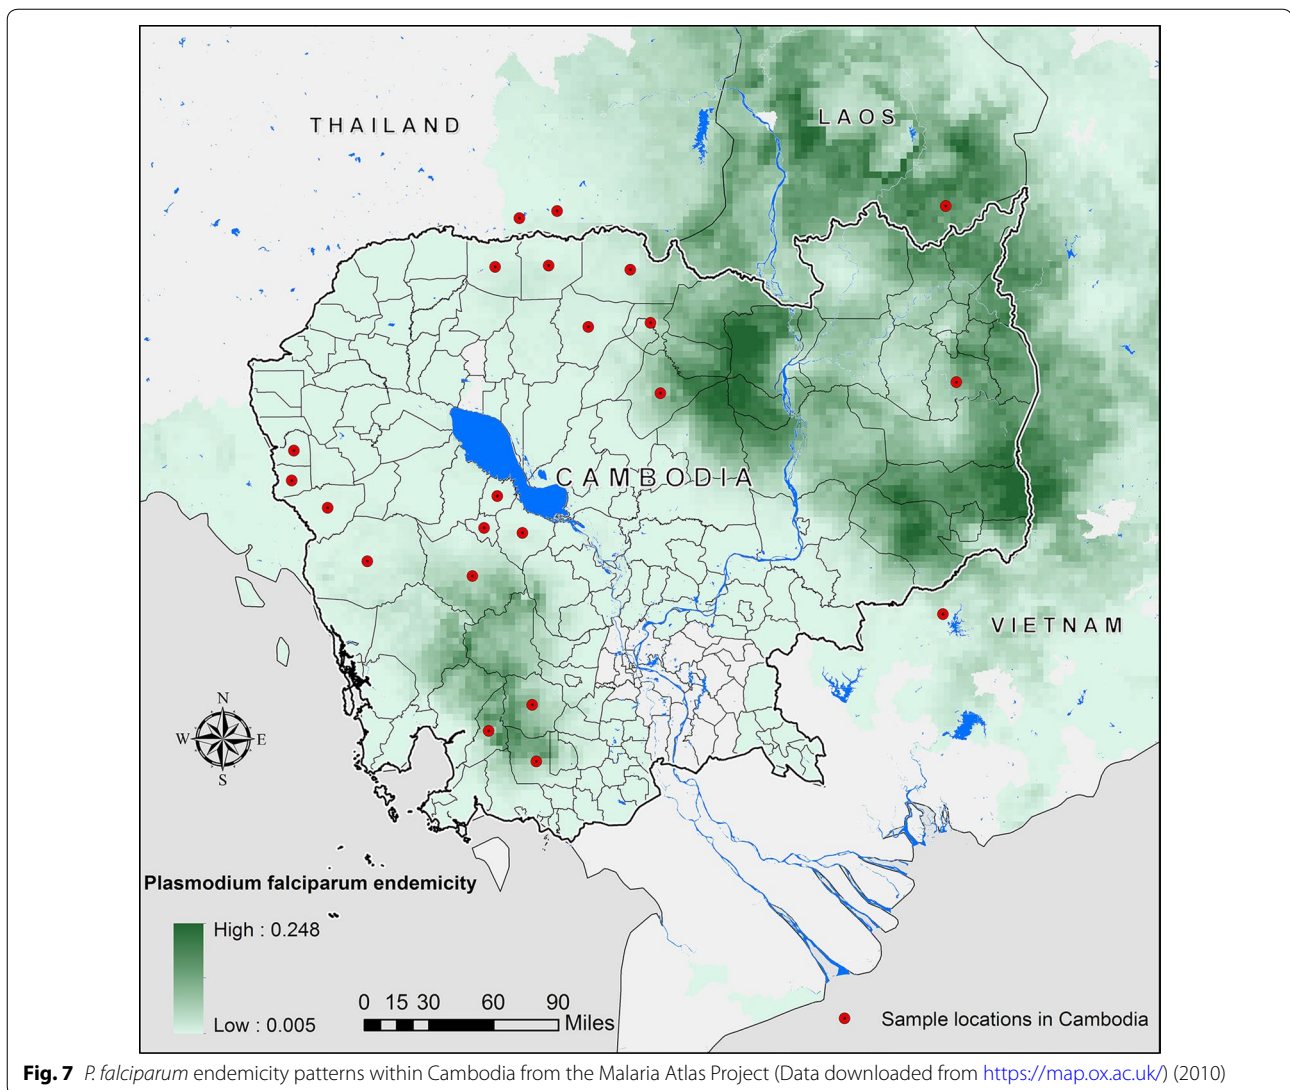 THAILAND
LAOS
CAMBODIA
VIETNAM
N
W E
S
Plasmodium falciparum endemicity
High : 0.248
Low : 0.005
0 15 30 60 90
Miles
Sample locations in Cambodia
Fig. 7 P. falciparum endemicity patterns within Cambodia from the Malaria Atlas Project (Data downloaded from https://map.ox.ac.uk/) (2010)